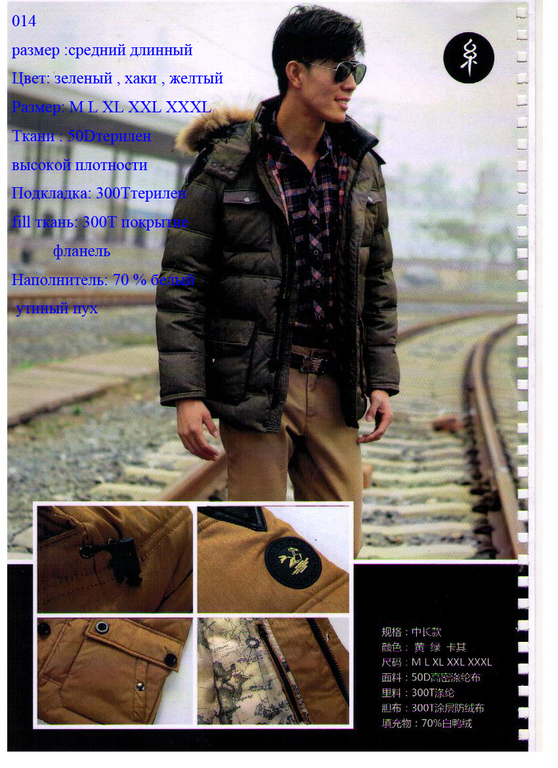 014
размер :средний длинный
Цвет: зеленый , хаки , желтый
Размер: M L XL XXL XXXL
Ткани : 50Dтерилен
высокой плотности
Подкладка: 300Ттерилен
fill ткань: 300Т покрытие
фланель
Наполнитель: 70 % белый
утиный пух
规格：中长款
颜色： 黄 绿 卡其
尺码：M L XL XXL XXXL
面料：50D高密涤纶布
里料：300T涤纶
胆布：300T涂层防绒布
填充物：70%白鸭绒